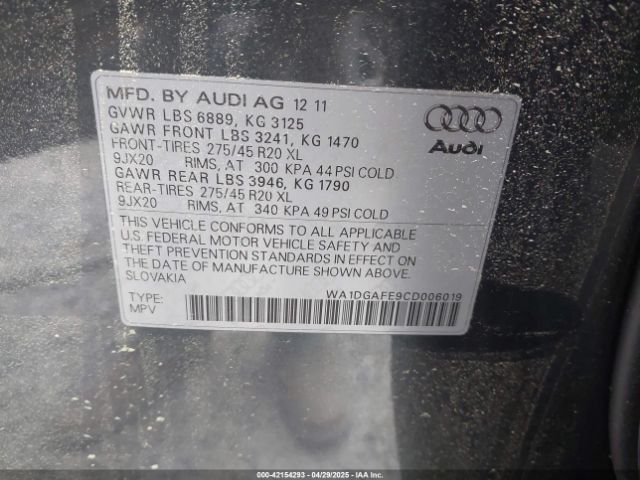 MFD. BY AUDI AG 12 11
GVWR LBS 6889, KG 3125
GAWR FRONT LBS 3241, KG 1470
FRONT-TIRES 275/45 R20 XL
9JX20 RIMS, AT 300 KPA 44 PSI COLD
GAWR REAR LBS 3946, KG 1790
REAR-TIRES 275/45 R20 XL
9JX20 RIMS, AT 340 KPA 49 PSI COLD
Audi
THIS VEHICLE CONFORMS TO ALL APPLICABLE
U.S. FEDERAL MOTOR VEHICLE SAFETY AND
THEFT PREVENTION STANDARDS IN EFFECT ON
THE DATE OF MANUFACTURE SHOWN ABOVE.
SLOVAKIA
WA1DGAFE9CD006019
TYPE:
MPV
000-42154293 - 04/29/2025 - IAA Inc.